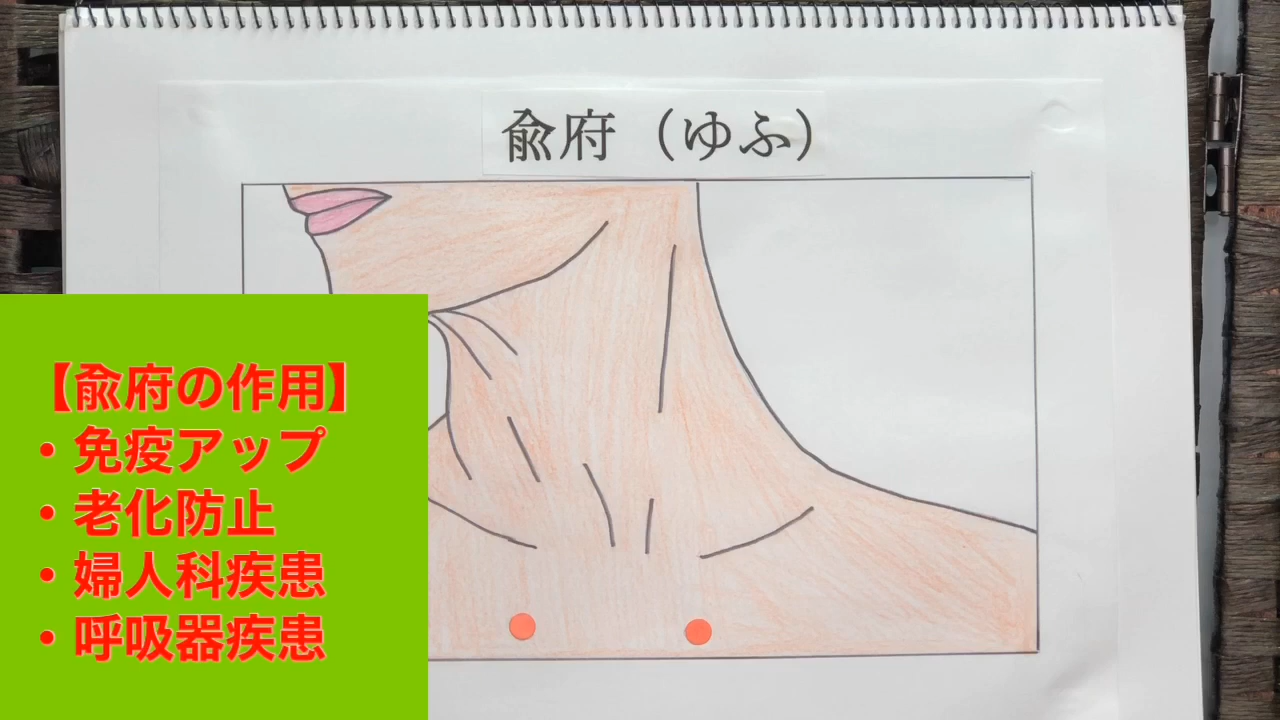 兪府（ゆふ）
【兪府の作用】
・免疫アップ
・老化防止
・婦人科疾患
・呼吸器疾患